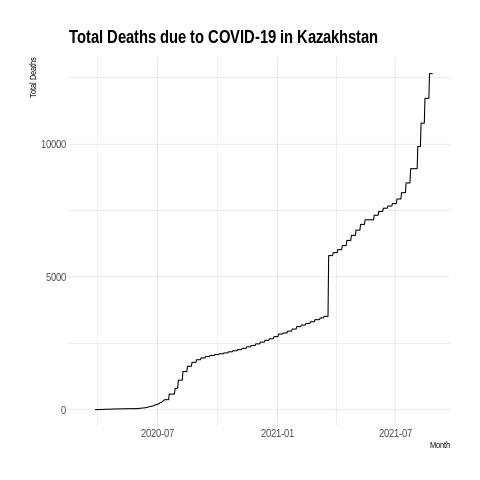 Total Deaths due to COVID-19 in Kazakhstan
Total Deaths
10000
5000
0
2020-07
2021-01
2021-07
Month